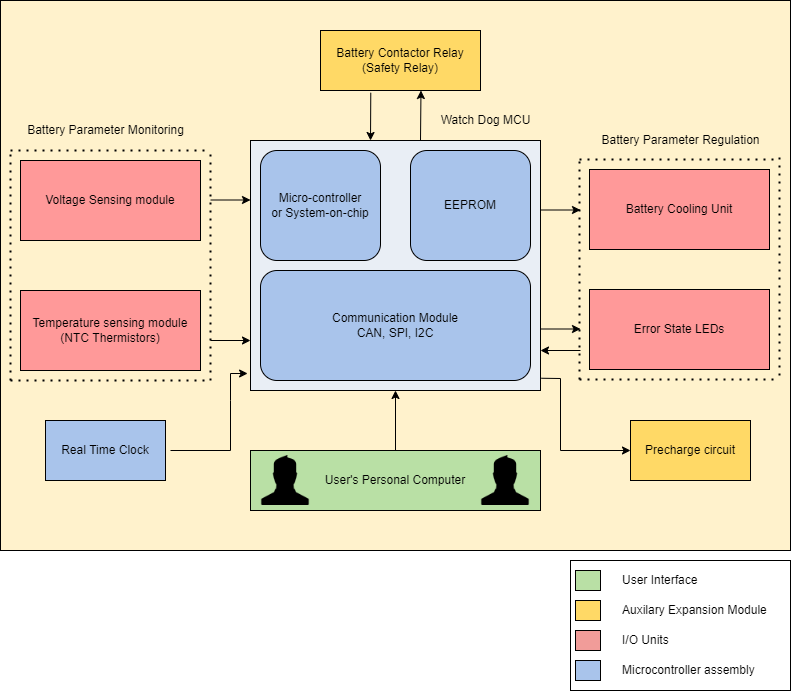 Battery Contactor Relay
(Safety Relay)
Watch Dog MCU
Battery Parameter Monitoring
Battery Parameter Regulation
Voltage Sensing module
Micro-controller
or System-on-chip
EEPROM
Battery Cooling Unit
Temperature sensing module
(NTC Thermistors)
Communication Module
CAN, SPI, I2C
Error State LEDs
Real Time Clock
User's Personal Computer
Precharge circuit
User Interface
Auxilary Expansion Module
I/O Units
Microcontroller assembly